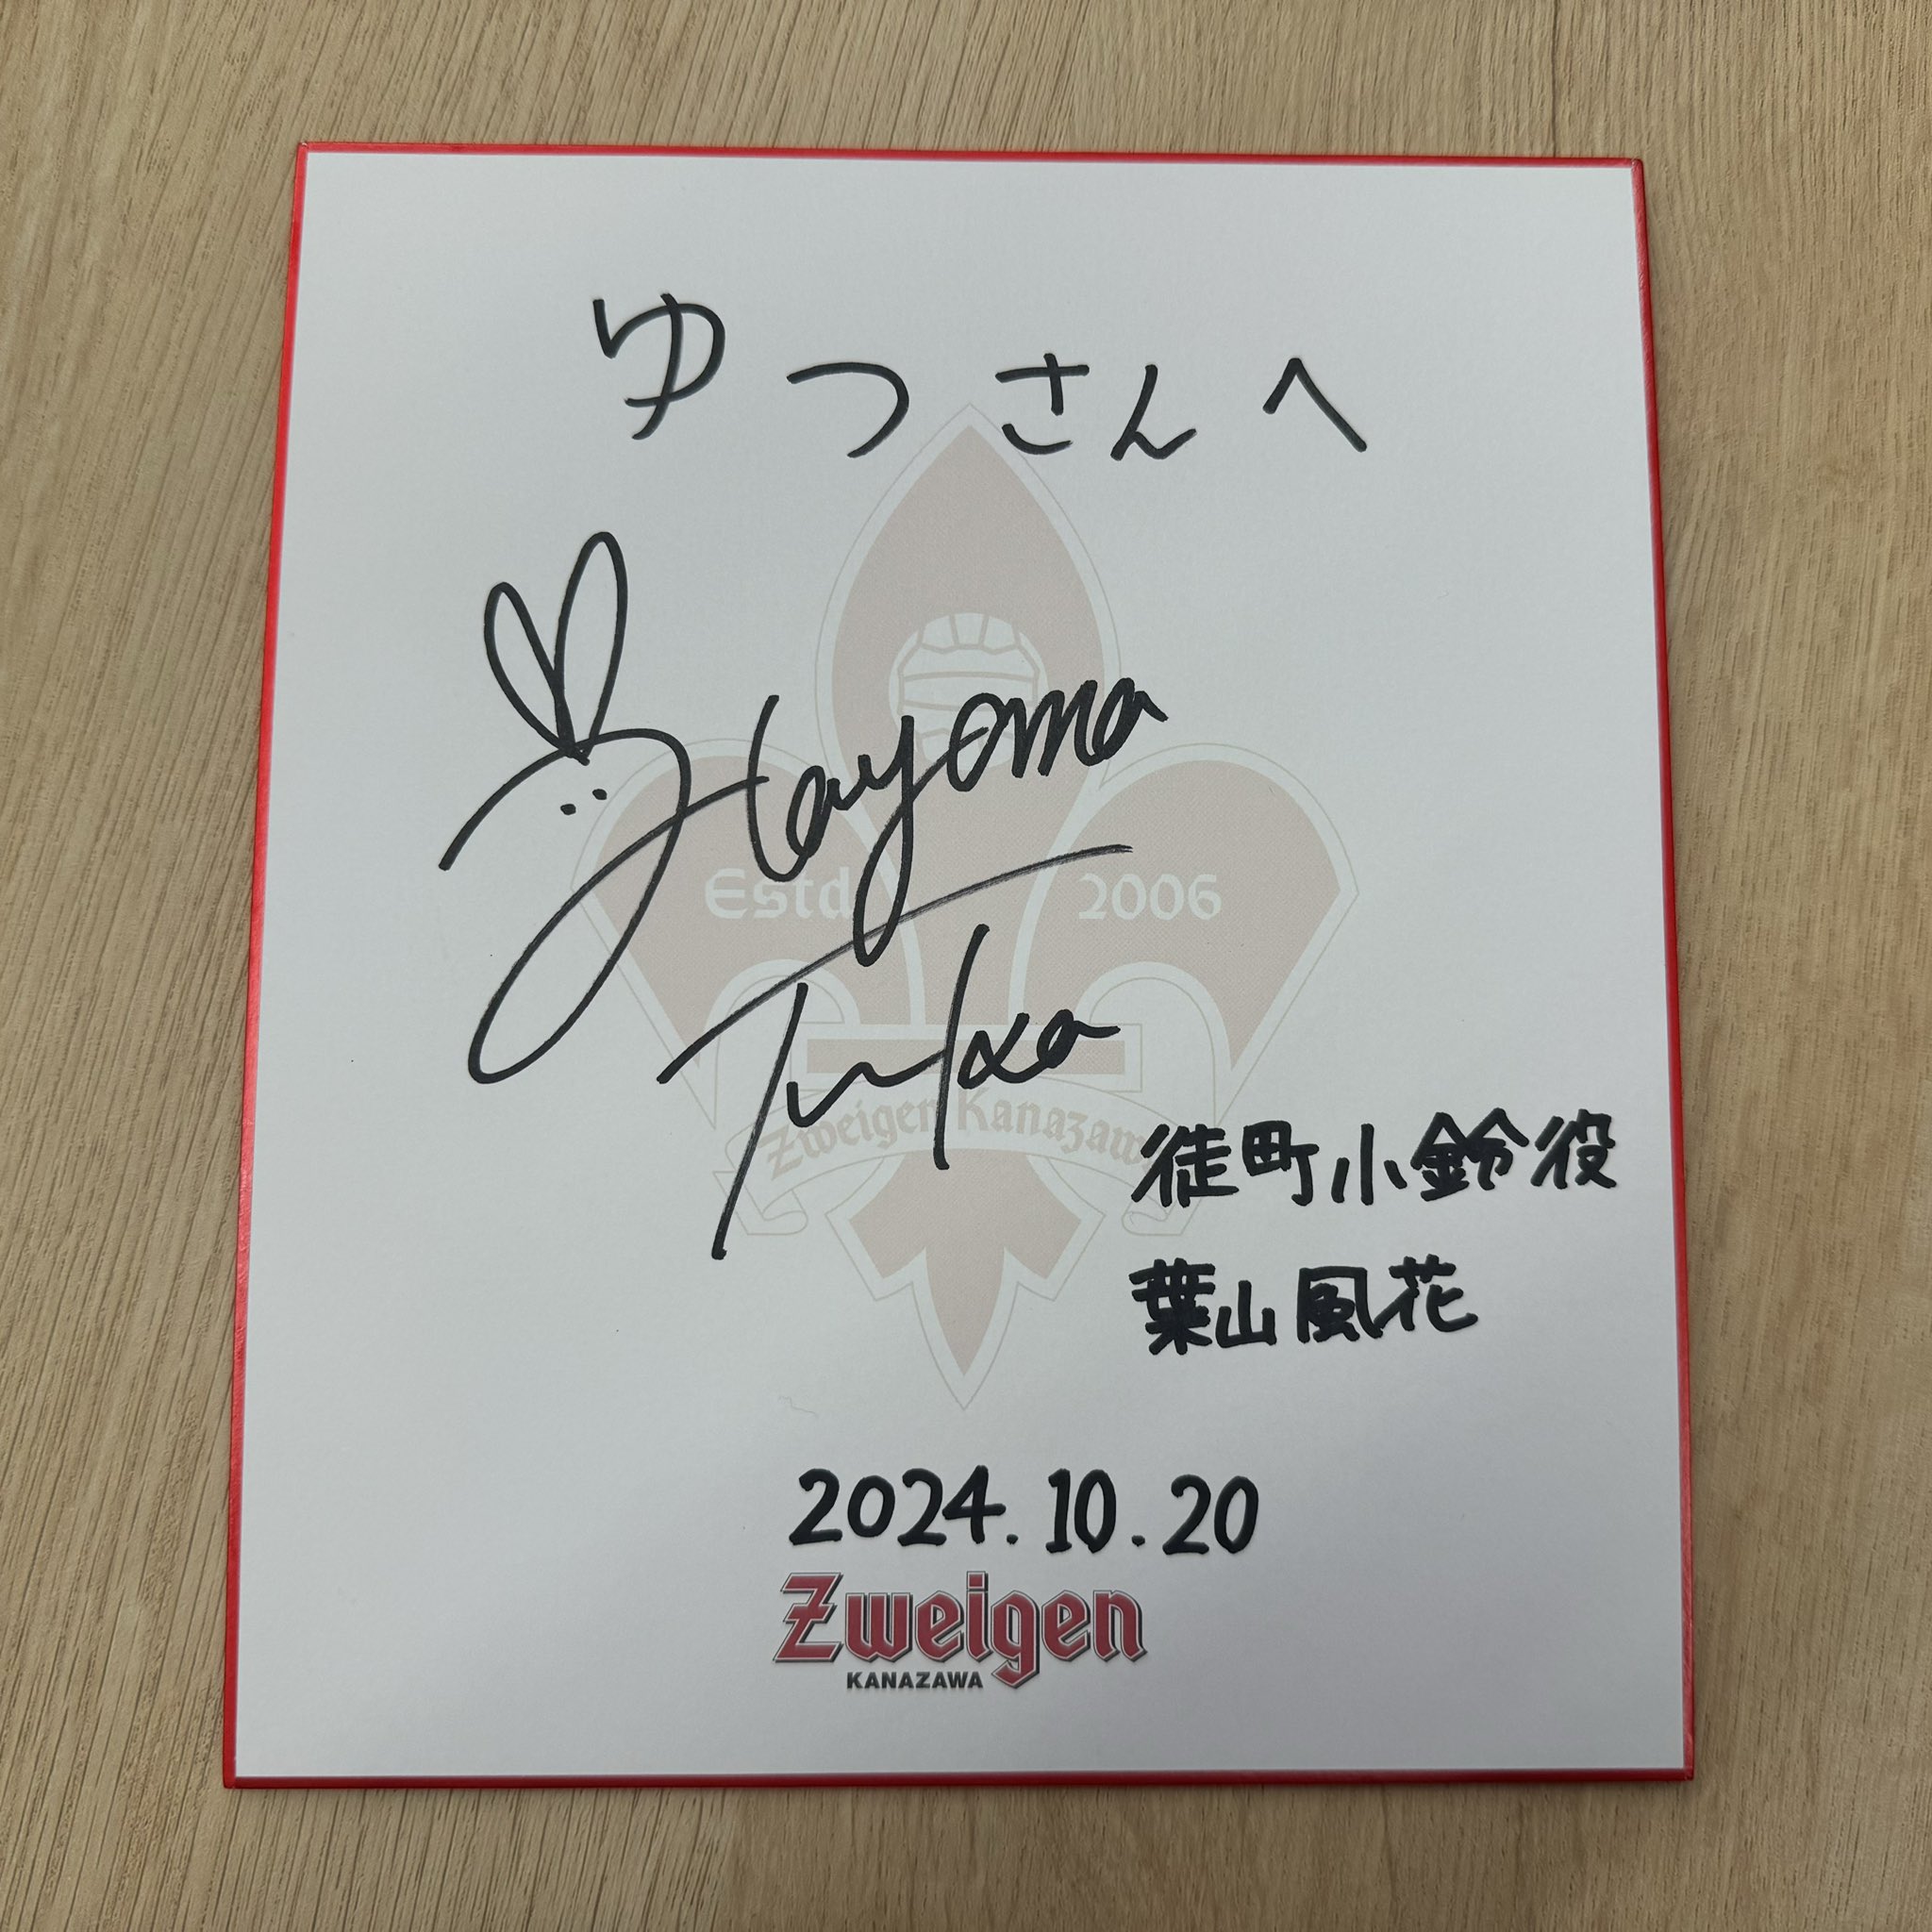 ゆつさんへ
Hayama
Fuka
Estd 2006
Zweigen Kanazawa
徒町小鈴役
葉山風花
2024.10.20
Zweigen
KANAZAWA